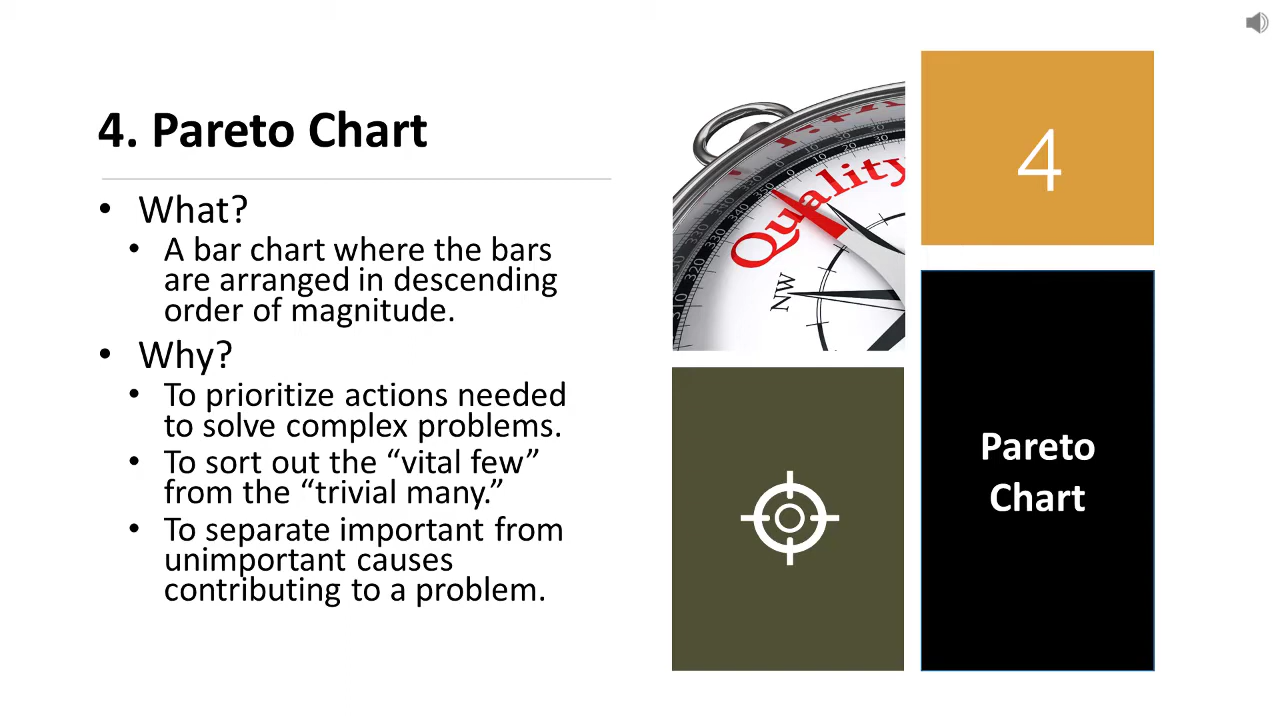 4. Pareto Chart
• What?
• A bar chart where the bars
are arranged in descending
order of magnitude.
• Why?
• To prioritize actions needed
to solve complex problems.
• To sort out the “vital few”
from the “trivial many.”
• To separate important from
unimportant causes
contributing to a problem.
Quality
NW
4
Pareto
Chart